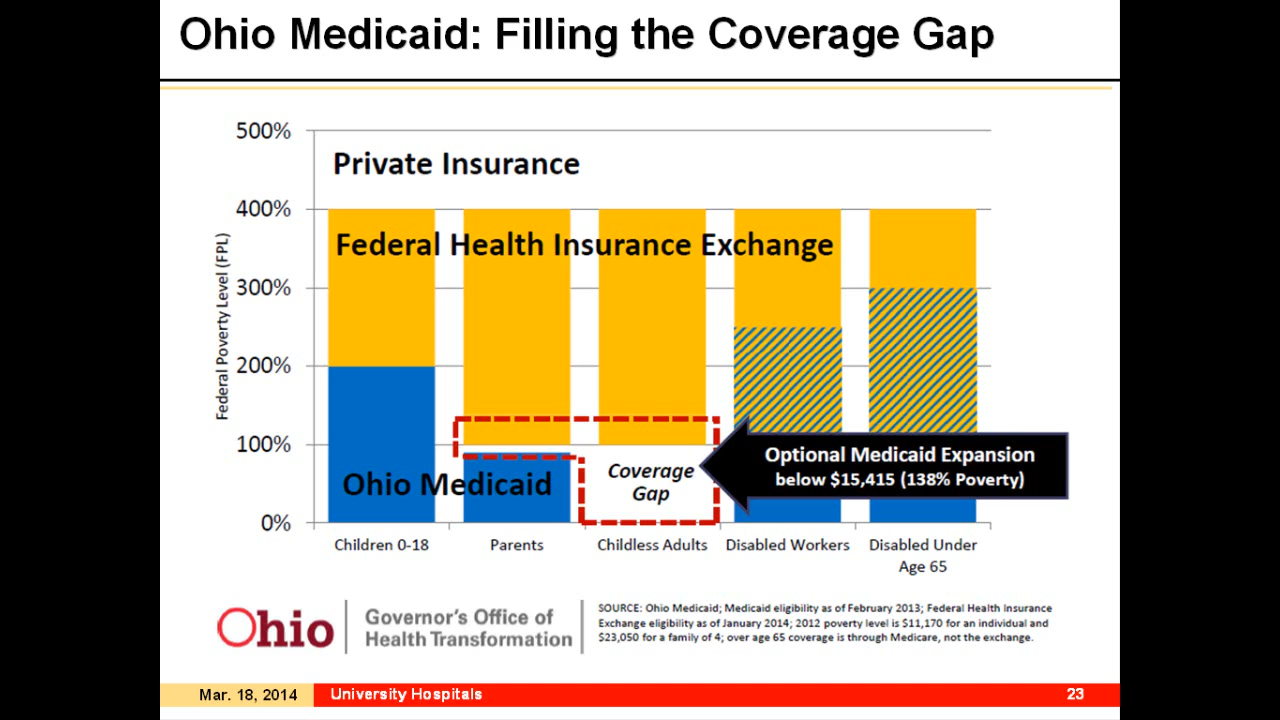 Ohio Medicaid: Filling the Coverage Gap
500%
Private Insurance
400%
Federal Health Insurance Exchange
Federal Poverty Level (FPL)
300%
200%
100%
Optional Medicaid Expansion
below $15,415 (138% Poverty)
Coverage
Gap
Ohio Medicaid
0%
Children 0-18
Parents
Childless Adults
Disabled Workers
Disabled Under
Age 65
Ohio
Governor's Office of
Health Transformation
SOURCE: Ohio Medicaid; Medicaid eligibility as of February 2013; Federal Health Insurance
Exchange eligibility as of January 2014; 2012 poverty level is $11,170 for an individual and
$23,050 for a family of 4; over age 65 coverage is through Medicare, not the exchange.
Mar. 18, 2014
University Hospitals
23